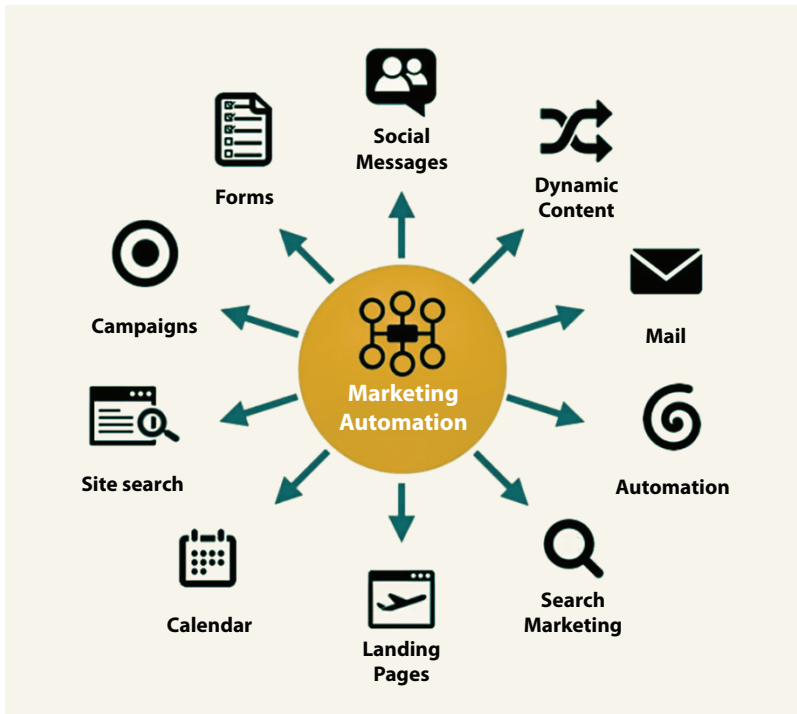 Social
Messages
Dynamic
Content
Forms
Mail
Campaigns
Marketing
Automation
Site search
Automation
Search
Marketing
Calendar
Landing
Pages